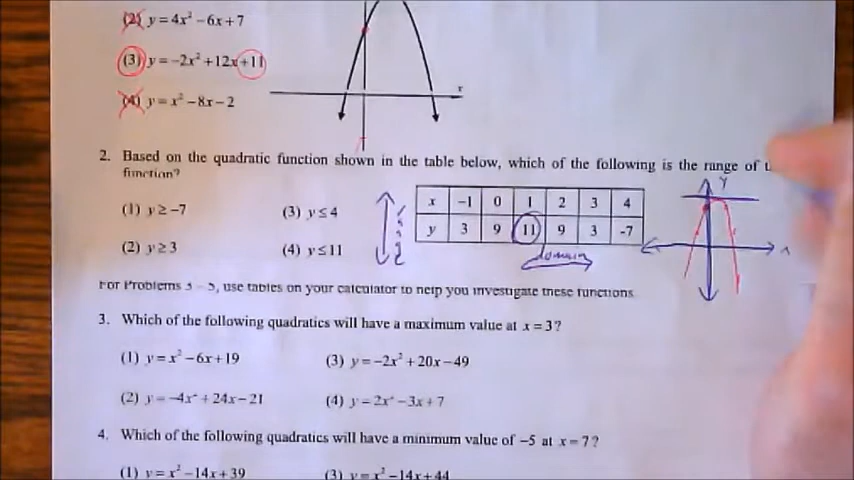 (2) y = 4x² - 6x + 7
(3) y = -2x² + 12x + 11
(4) y = x² - 8x - 2
x
2. Based on the quadratic function shown in the table below, which of the following is the range of
function?
(1) y ≥ -7
(3) y ≤ 4
(2) y ≥ 3
(4) y ≤ 11
x -1 0 1 2 3 4
y 3 9 11 9 3 -7
domain
y
For Problems 3 - 5, use tables on your calculator to help you investigate these functions
3. Which of the following quadratics will have a maximum value at x = 3?
(1) y = x² - 6x + 19
(3) y = -2x² + 20x - 49
(2) y = -4x² + 24x - 21
(4) y = 2x² - 3x + 7
4. Which of the following quadratics will have a minimum value of -5 at x = 7?
(1) y = x² - 14x + 39
(3) y = x² - 14x + 44